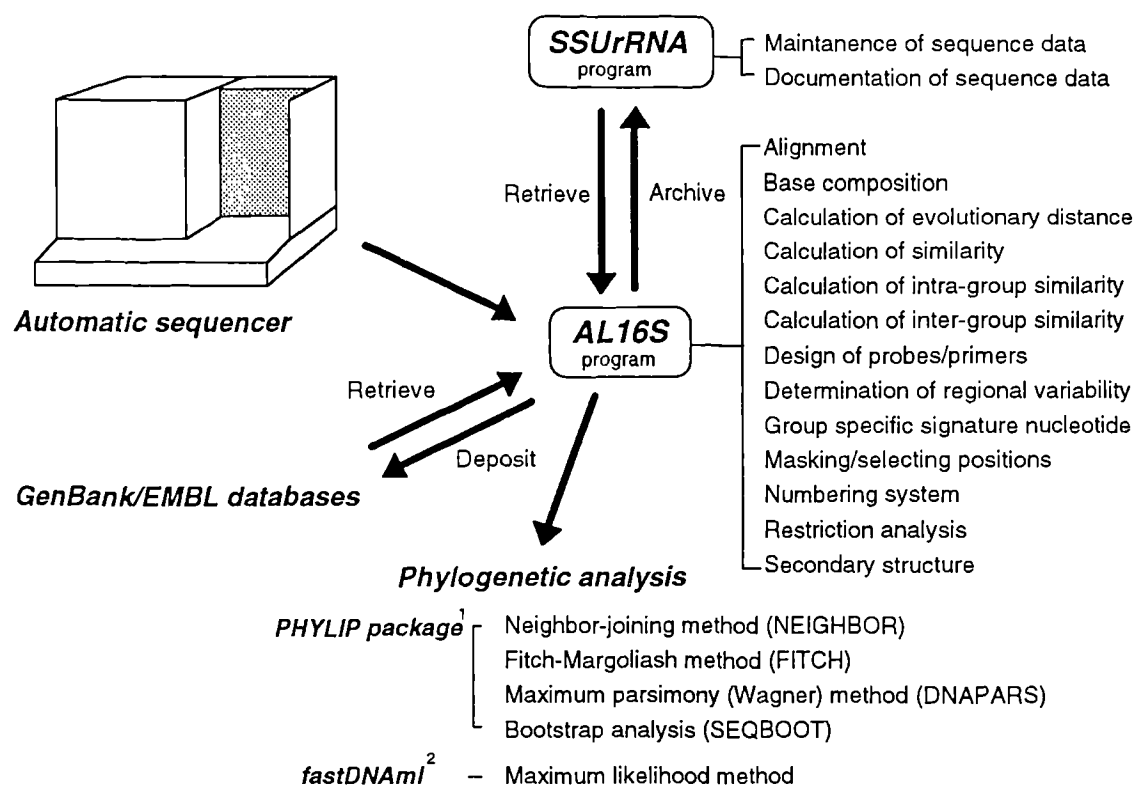 SSUrRNA
program
Maintanence of sequence data
Documentation of sequence data
Retrieve
Archive
Automatic sequencer
AL16S
program
Alignment
Base composition
Calculation of evolutionary distance
Calculation of similarity
Calculation of intra-group similarity
Calculation of inter-group similarity
Design of probes/primers
Determination of regional variability
Group specific signature nucleotide
Masking/selecting positions
Numbering system
Restriction analysis
Secondary structure
Retrieve
Deposit
GenBank/EMBL databases
Phylogenetic analysis
PHYLIP package1
Neighbor-joining method (NEIGHBOR)
Fitch-Margoliash method (FITCH)
Maximum parsimony (Wagner) method (DNAPARS)
Bootstrap analysis (SEQBOOT)
fastDNAml2 – Maximum likelihood method